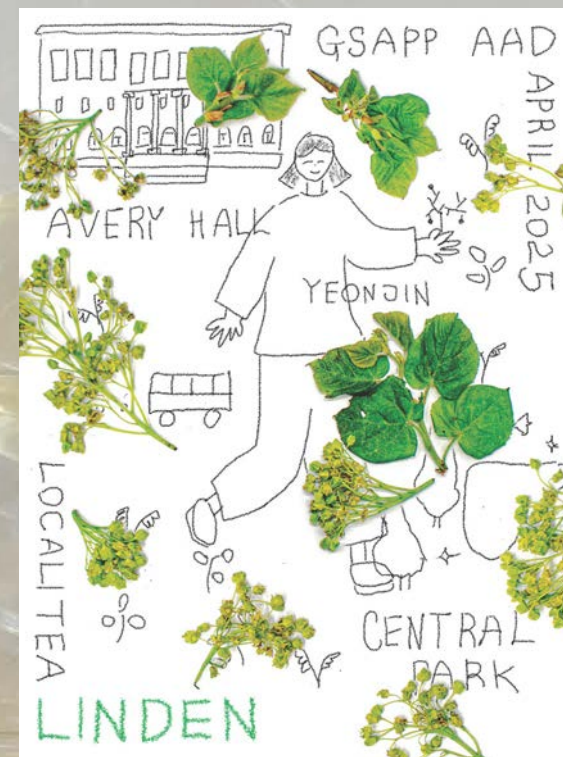 GSAPP AAD
APRIL 2025
AVERY HALL
YEONJIN
LOCALITEA
CENTRAL
PARK
LINDEN